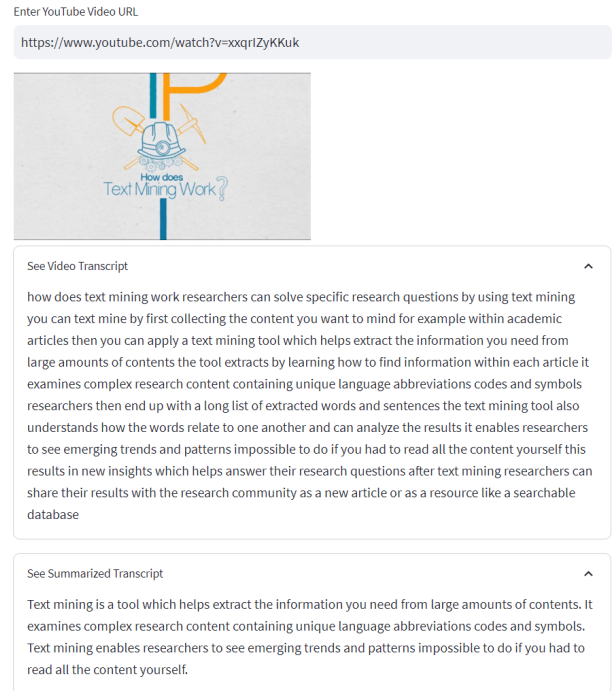 Enter YouTube Video URL
https://www.youtube.com/watch?v=xxqrIZyKKuk
How does
Text Mining Work?
See Video Transcript
how does text mining work researchers can solve specific research questions by using text mining
you can text mine by first collecting the content you want to mind for example within academic
articles then you can apply a text mining tool which helps extract the information you need from
large amounts of contents the tool extracts by learning how to find information within each article it
examines complex research content containing unique language abbreviations codes and symbols
researchers then end up with a long list of extracted words and sentences the text mining tool also
understands how the words relate to one another and can analyze the results it enables researchers
to see emerging trends and patterns impossible to do if you had to read all the content yourself this
results in new insights which helps answer their research questions after text mining researchers can
share their results with the research community as a new article or as a resource like a searchable
database
See Summarized Transcript
Text mining is a tool which helps extract the information you need from large amounts of contents. It
examines complex research content containing unique language abbreviations codes and symbols.
Text mining enables researchers to see emerging trends and patterns impossible to do if you had to
read all the content yourself.